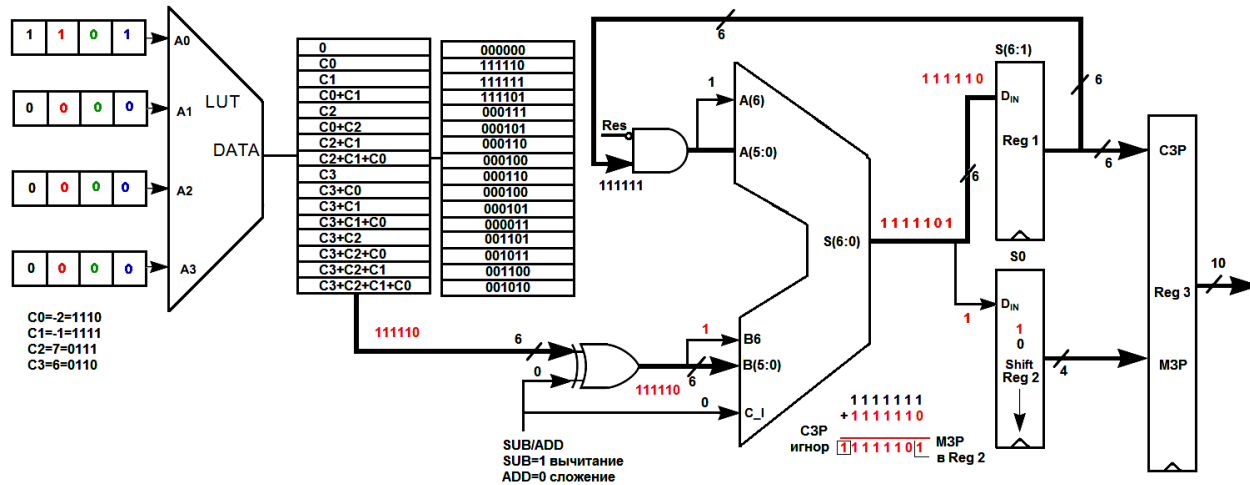 1 1 0 1
0 0 0 0
0 0 0 0
0 0 0 0
A0
A1
A2
A3
LUT
DATA
C0=-2=1110
C1=-1=1111
C2=7=0111
C3=6=0110
0
C0
C1
C0+C1
C2
C0+C2
C2+C1
C2+C1+C0
C3
C3+C0
C3+C1
C3+C1+C0
C3+C2
C3+C2+C0
C3+C2+C1
C3+C2+C1+C0
000000
111110
111111
111101
000111
000101
000110
000100
000110
000100
000101
000011
001101
001011
001100
001010
111110
6
0
111110
SUB/ADD
SUB=1 вычитание
ADD=0 сложение
6
Res
111111
1
A(6)
A(5:0)
S(6:0)
1
B6
B(5:0)
6
0
C_I
1111101
1111111
+1111110
СЗР
игнор
1111101
МЗР
в Reg 2
S(6:1)
111110
DIN
Reg 1
6
6
6
S0
1
DIN
1
0
Shift
Reg 2
4
СЗР
Reg 3
МЗР
10